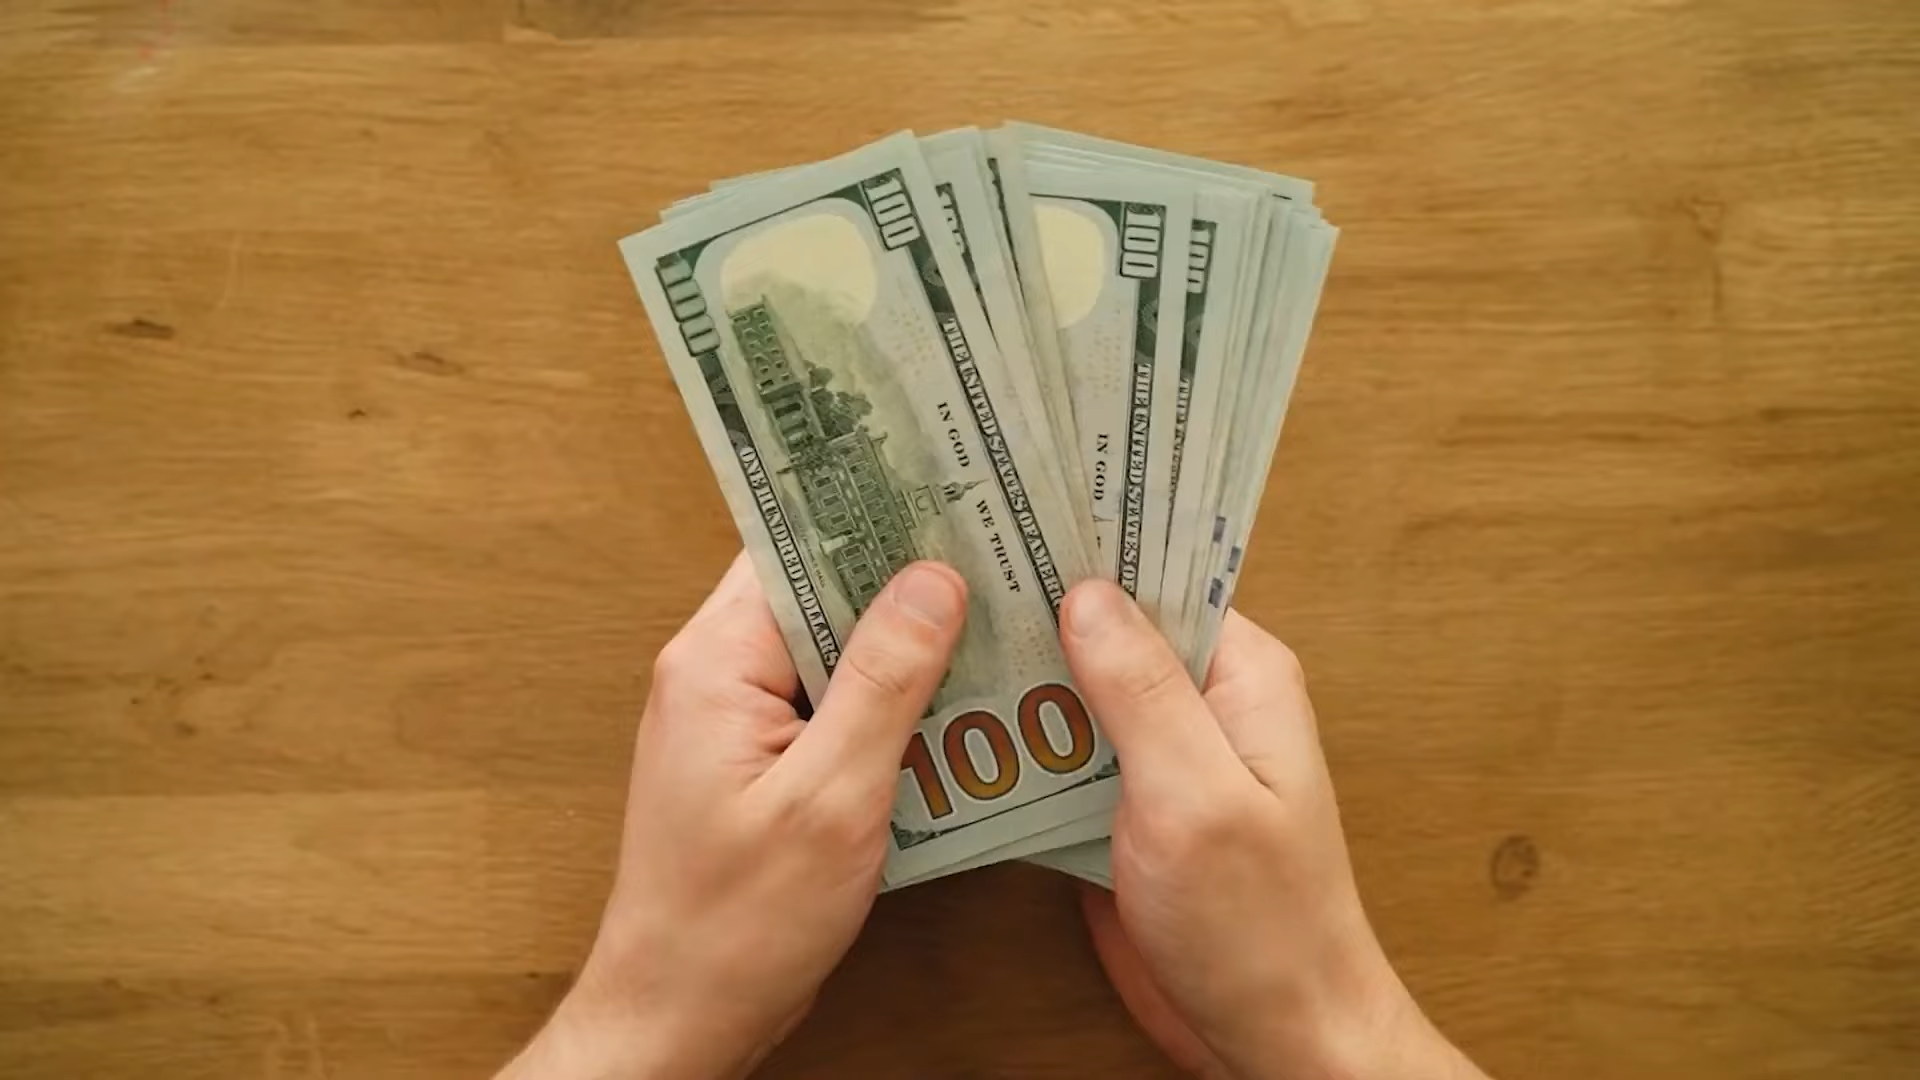 100
100
THE UNITED STATES OF AMERICA
IN GOD
WE TRUST
ONE HUNDRED DOLLARS
100
100
IN GOD
THE UNITED STATES OF
100